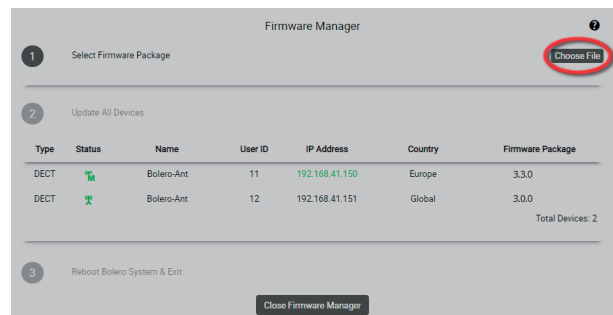 Firmware Manager
?
1 Select Firmware Package Choose File
2 Update All Devices
Type Status Name User ID IP Address Country Firmware Package
DECT M Bolero-Ant 11 192.168.41.150 Europe 3.3.0
DECT Bolero-Ant 12 192.168.41.151 Global 3.0.0
Total Devices: 2
3 Reboot Bolero System & Exit
Close Firmware Manager